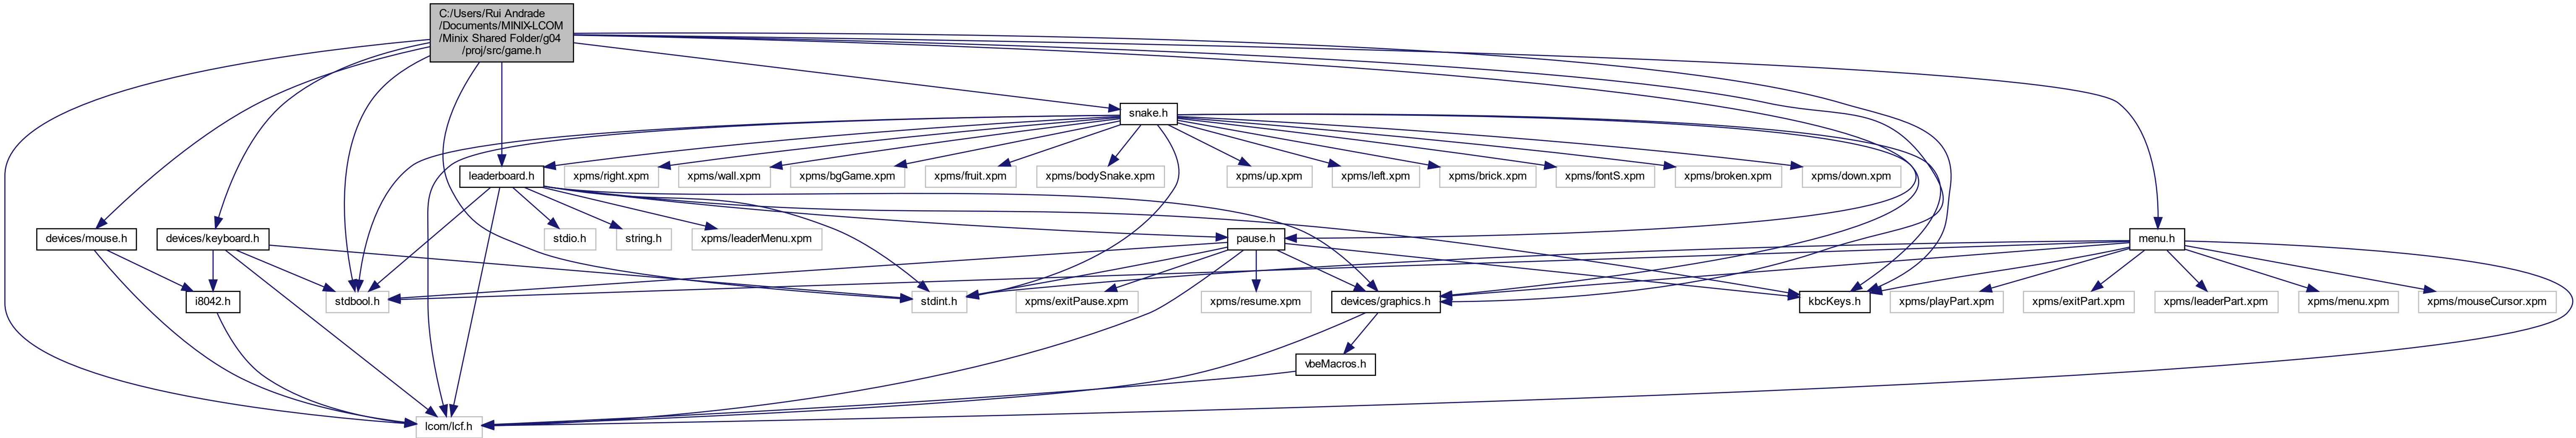 C:/Users/Rui Andrade
/Documents/MINIX-LCOM
/Minix Shared Folder/g04
/proj/src/game.h
snake.h
leaderboard.h
xpms/right.xpm
xpms/wall.xpm
xpms/bgGame.xpm
xpms/fruit.xpm
xpms/bodySnake.xpm
xpms/up.xpm
xpms/left.xpm
xpms/brick.xpm
xpms/fontS.xpm
xpms/broken.xpm
xpms/down.xpm
devices/mouse.h
devices/keyboard.h
stdio.h
string.h
xpms/leaderMenu.xpm
pause.h
menu.h
i8042.h
stdbool.h
stdint.h
xpms/exitPause.xpm
xpms/resume.xpm
devices/graphics.h
kbcKeys.h
xpms/playPart.xpm
xpms/exitPart.xpm
xpms/leaderPart.xpm
xpms/menu.xpm
xpms/mouseCursor.xpm
vbeMacros.h
lcom/lcf.h